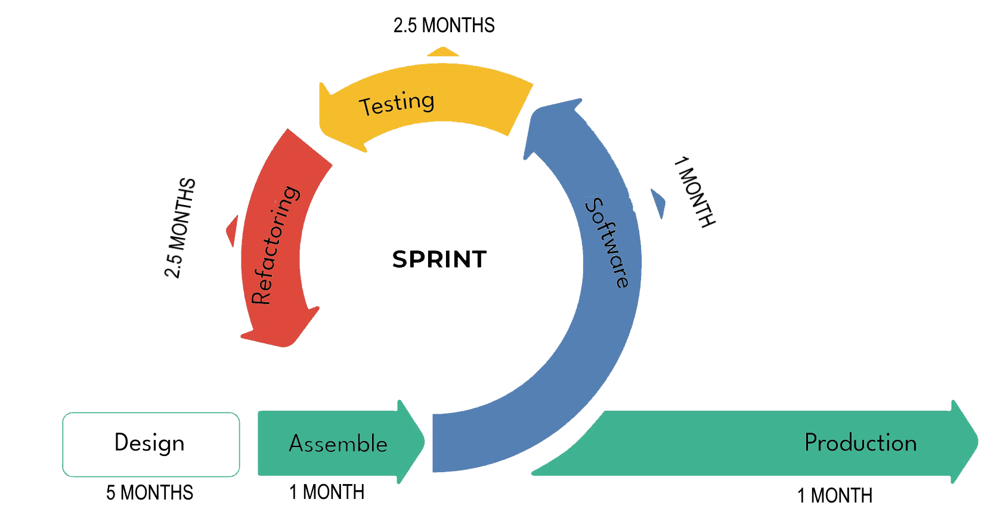 2.5 MONTHS
Testing
1 MONTH
Software
2.5 MONTHS
Refactoring
SPRINT
Design
Assemble
Production
5 MONTHS
1 MONTH
1 MONTH